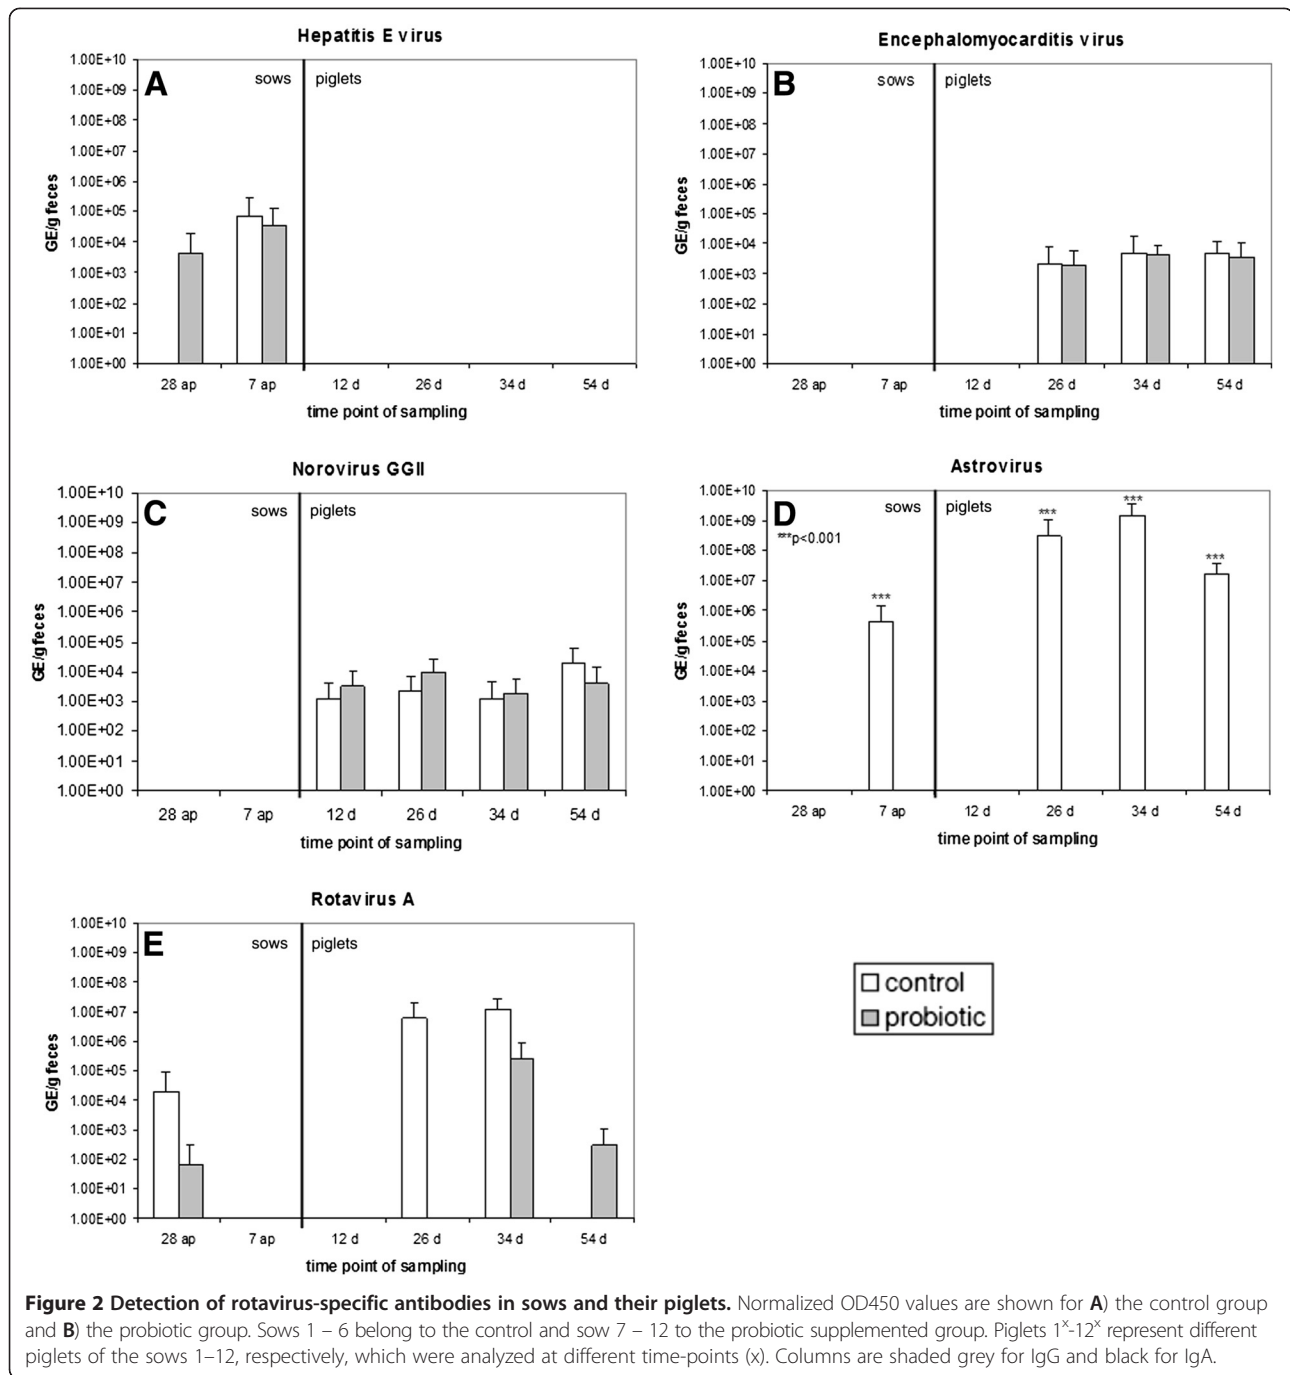 Hepatitis E virus
1.00E+10
1.00E+09
1.00E+08
1.00E+07
1.00E+06
1.00E+05
1.00E+04
1.00E+03
1.00E+02
1.00E+01
1.00E+00
GE/g feces
A
sows
piglets
28 ap 7 ap 12 d 26 d 34 d 54 d
time point of sampling
Encephalomyocarditis virus
1.00E+10
1.00E+09
1.00E+08
1.00E+07
1.00E+06
1.00E+05
1.00E+04
1.00E+03
1.00E+02
1.00E+01
1.00E+00
GE/g feces
B
sows
piglets
28 ap 7 ap 12 d 26 d 34 d 54 d
time point of sampling
Norovirus GGII
1.00E+10
1.00E+09
1.00E+08
1.00E+07
1.00E+06
1.00E+05
1.00E+04
1.00E+03
1.00E+02
1.00E+01
1.00E+00
GE/g feces
C
sows
piglets
28 ap 7 ap 12 d 26 d 34 d 54 d
time point of sampling
Astrovirus
1.00E+10
1.00E+09
1.00E+08
1.00E+07
1.00E+06
1.00E+05
1.00E+04
1.00E+03
1.00E+02
1.00E+01
1.00E+00
GE/g feces
D
***p<0.001
sows
piglets
***
***
***
***
28 ap 7 ap 12 d 26 d 34 d 54 d
time point of sampling
Rotavirus A
1.00E+10
1.00E+09
1.00E+08
1.00E+07
1.00E+06
1.00E+05
1.00E+04
1.00E+03
1.00E+02
1.00E+01
1.00E+00
GE/g feces
E
sows
piglets
28 ap 7 ap 12 d 26 d 34 d 54 d
time point of sampling
control
probiotic
Figure 2 Detection of rotavirus-specific antibodies in sows and their piglets. Normalized OD450 values are shown for A) the control group
and B) the probiotic group. Sows 1 – 6 belong to the control and sow 7 – 12 to the probiotic supplemented group. Piglets 1ˣ-12ˣ represent different
piglets of the sows 1–12, respectively, which were analyzed at different time-points (x). Columns are shaded grey for IgG and black for IgA.